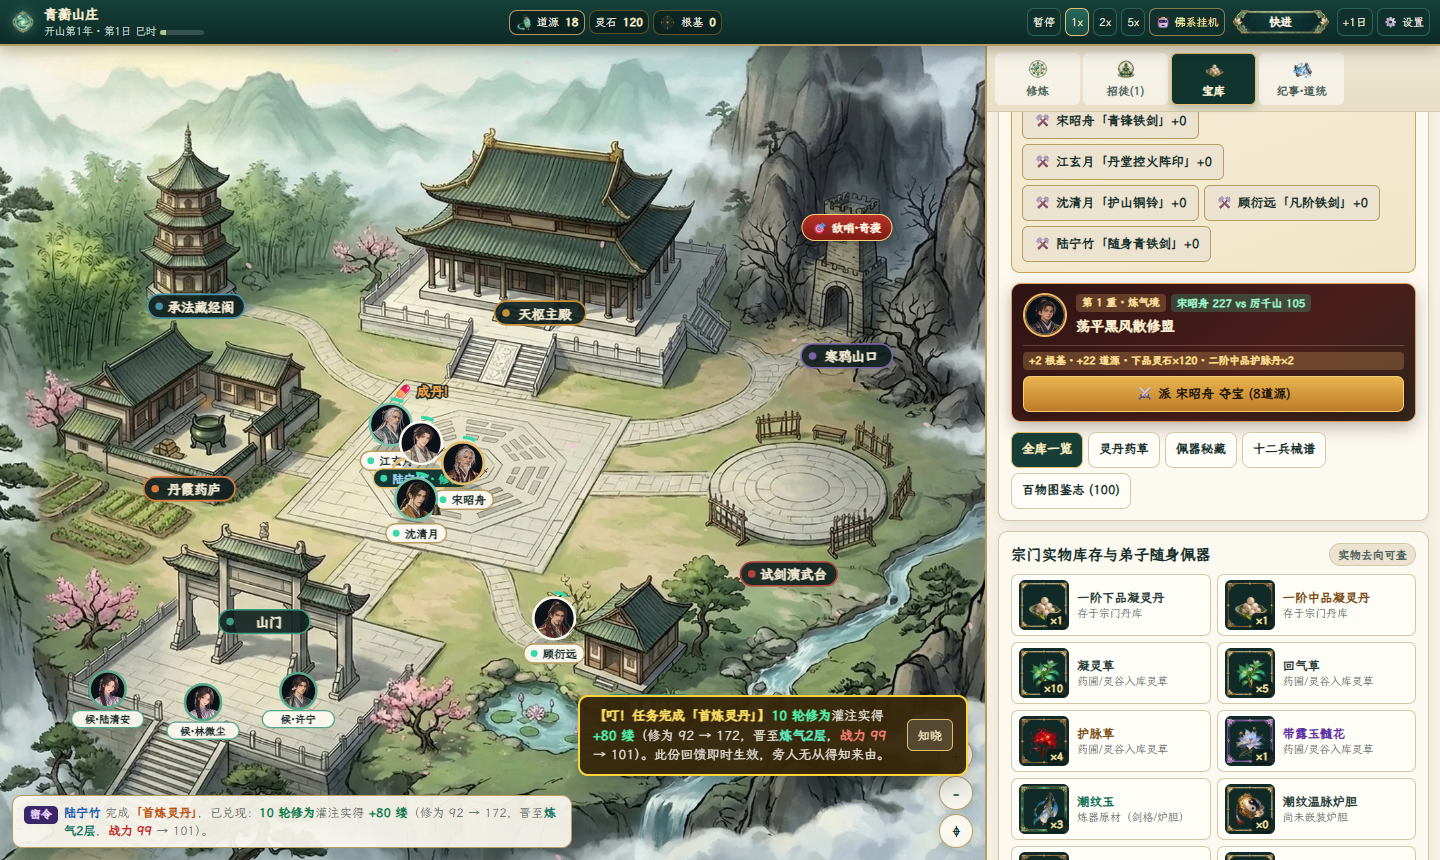 青蘅山庄
开山第1年·第1日 巳时
道源 18
灵石 120
根基 0
暂停
1x
2x
5x
佛系挂机
快进
+1日
设置
修炼
招徒(1)
宝库
纪事·道统
宋昭舟「青锋铁剑」+0
江玄月「丹堂控火阵印」+0
沈清月「护山铜铃」+0
顾衍远「凡阶铁剑」+0
陆宁竹「随身青铁剑」+0
第 1 重·炼气境
宋昭舟 227 vs 厉千山 105
荡平黑风散修盟
+2 根基·+22 道源·下品灵石×120·二阶中品护脉丹×2
派 宋昭舟 夺宝 (8道源)
全库一览
灵丹药草
佩器秘藏
十二兵械谱
百物图鉴志 (100)
宗门实物库存与弟子随身佩器
实物去向可查
一阶下品凝灵丹
存于宗门丹库
×1
一阶中品凝灵丹
存于宗门丹库
×1
凝灵草
药圃/灵谷入库灵草
×10
回气草
药圃/灵谷入库灵草
×5
护脉草
药圃/灵谷入库灵草
×4
带露玉髓花
药圃/灵谷入库灵草
×1
潮纹玉
炼器原材（剑格/炉胆）
×3
潮纹温脉炉胆
尚未嵌装炉胆
×0
敌哨·奇袭
承法藏经阁
天枢主殿
寒鸦山口
成丹!
江玄月
陆宁
宋昭舟
沈清月
丹霞药庐
试剑演武台
山门
顾衍远
候·陆清安
候·林微尘
候·许宁
【叮！任务完成「首炼灵丹」】10 轮修为灌注实得
+80 缕（修为 92 → 172，晋至炼气2层，战力 99
→ 101）。此份回馈即时生效，旁人无从得知来由。
知晓
-
密令
陆宁竹 完成「首炼灵丹」，已兑现：10 轮修为灌注实得 +80 缕（修为 92 → 172，晋至炼
气2层，战力 99 → 101）。